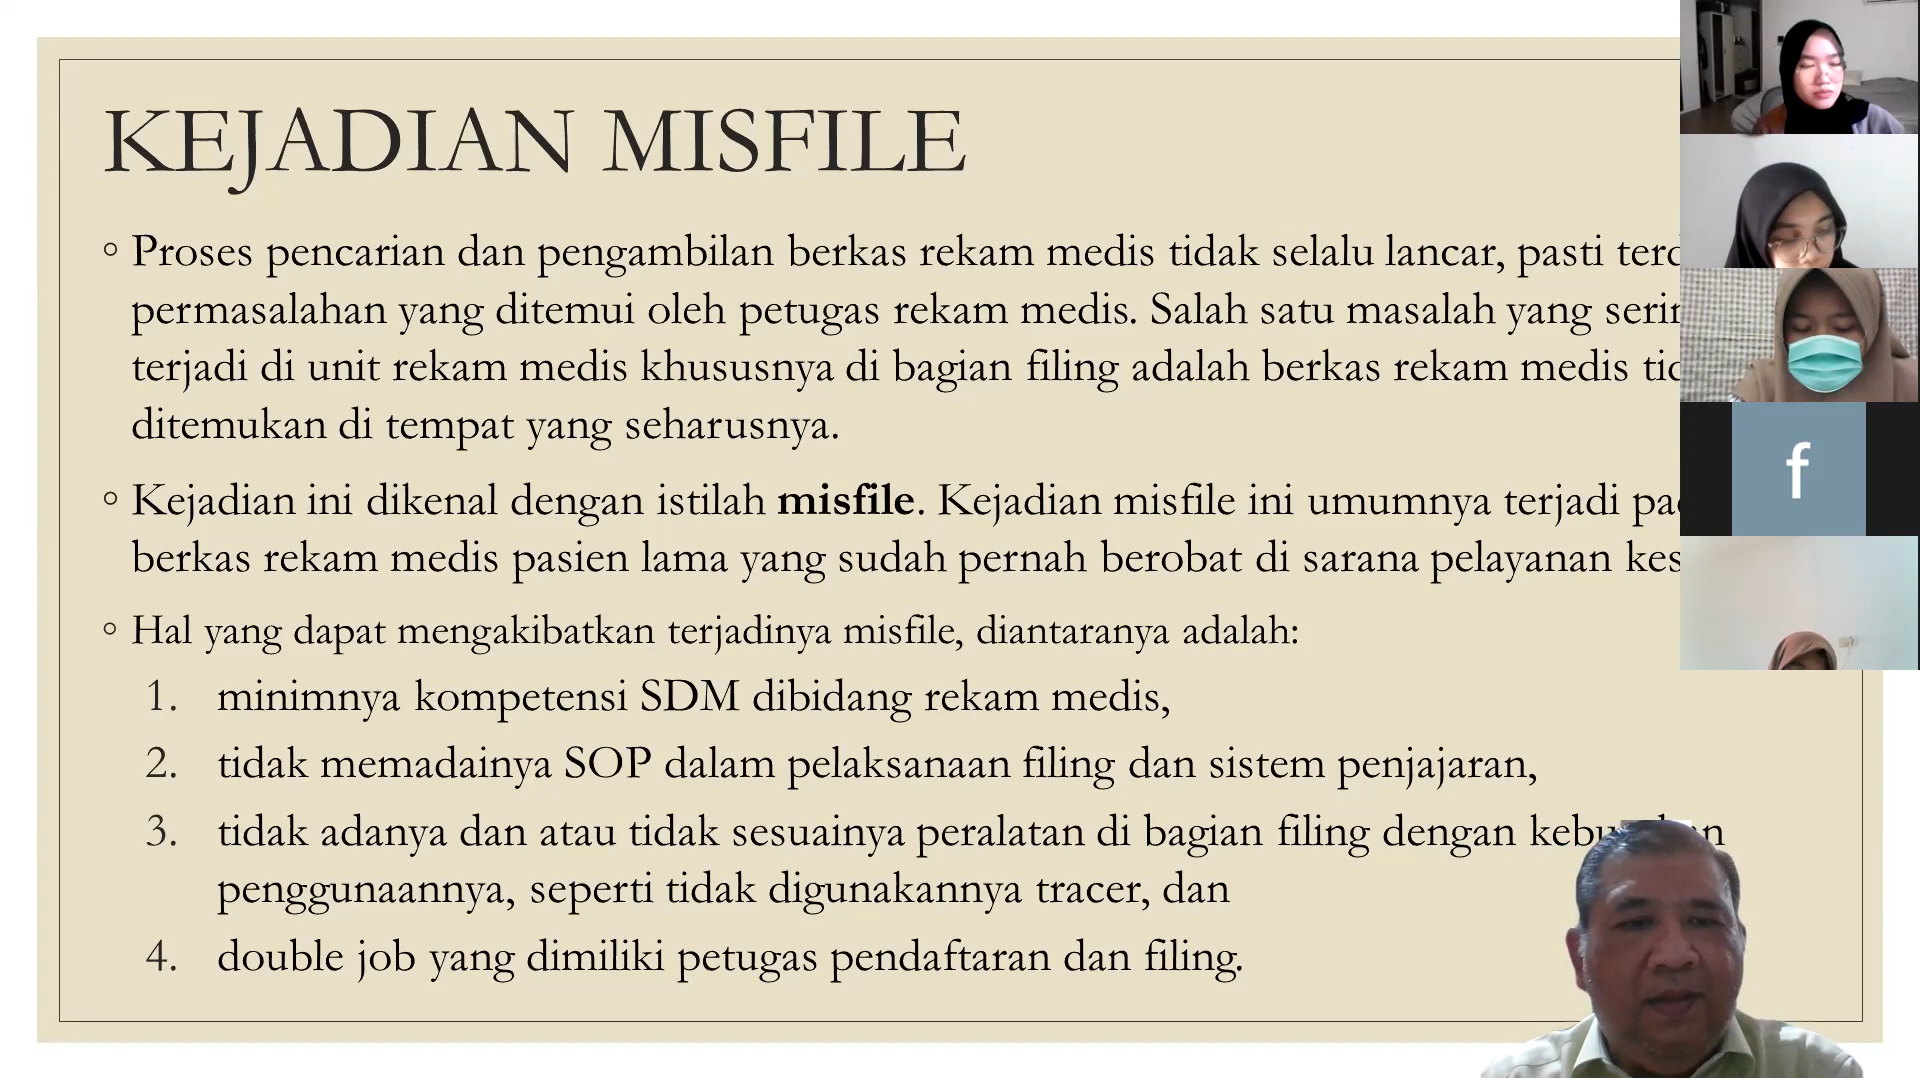 KEJADIAN MISFILE
◦ Proses pencarian dan pengambilan berkas rekam medis tidak selalu lancar, pasti
permasalahan yang ditemui oleh petugas rekam medis. Salah satu masalah yang
terjadi di unit rekam medis khususnya di bagian filing adalah berkas rekam medis
ditemukan di tempat yang seharusnya.
◦ Kejadian ini dikenal dengan istilah misfile. Kejadian misfile ini umumnya terjadi
berkas rekam medis pasien lama yang sudah pernah berobat di sarana pelayanan
◦ Hal yang dapat mengakibatkan terjadinya misfile, diantaranya adalah:
1. minimnya kompetensi SDM dibidang rekam medis,
2. tidak memadainya SOP dalam pelaksanaan filing dan sistem penjajaran,
3. tidak adanya dan atau tidak sesuainya peralatan di bagian filing dengan
penggunaannya, seperti tidak digunakannya tracer, dan
4. double job yang dimiliki petugas pendaftaran dan filing.
f